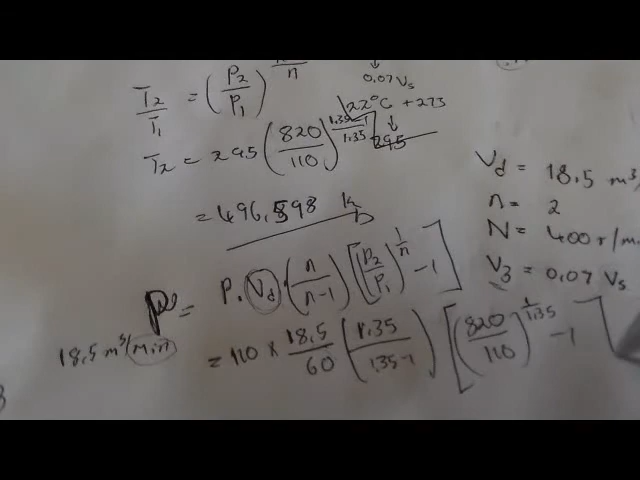 T2/T1 = (P2/P1)^n
0.07 Vs
22°C + 273
T2 = 295 (820/110)^1.35-1/1.35
295
= 496.598 k
P = P. Vd . (n/n-1) [(P2/P1)^1/n - 1]
18,5 m³/min
= 110 × 18.5/60 (1.35/1.35-1) [(820/110)^1/1.35 - 1]
Vd = 18.5 m³/
n = 2
N = 400 r/m
V3 = 0.07 Vs